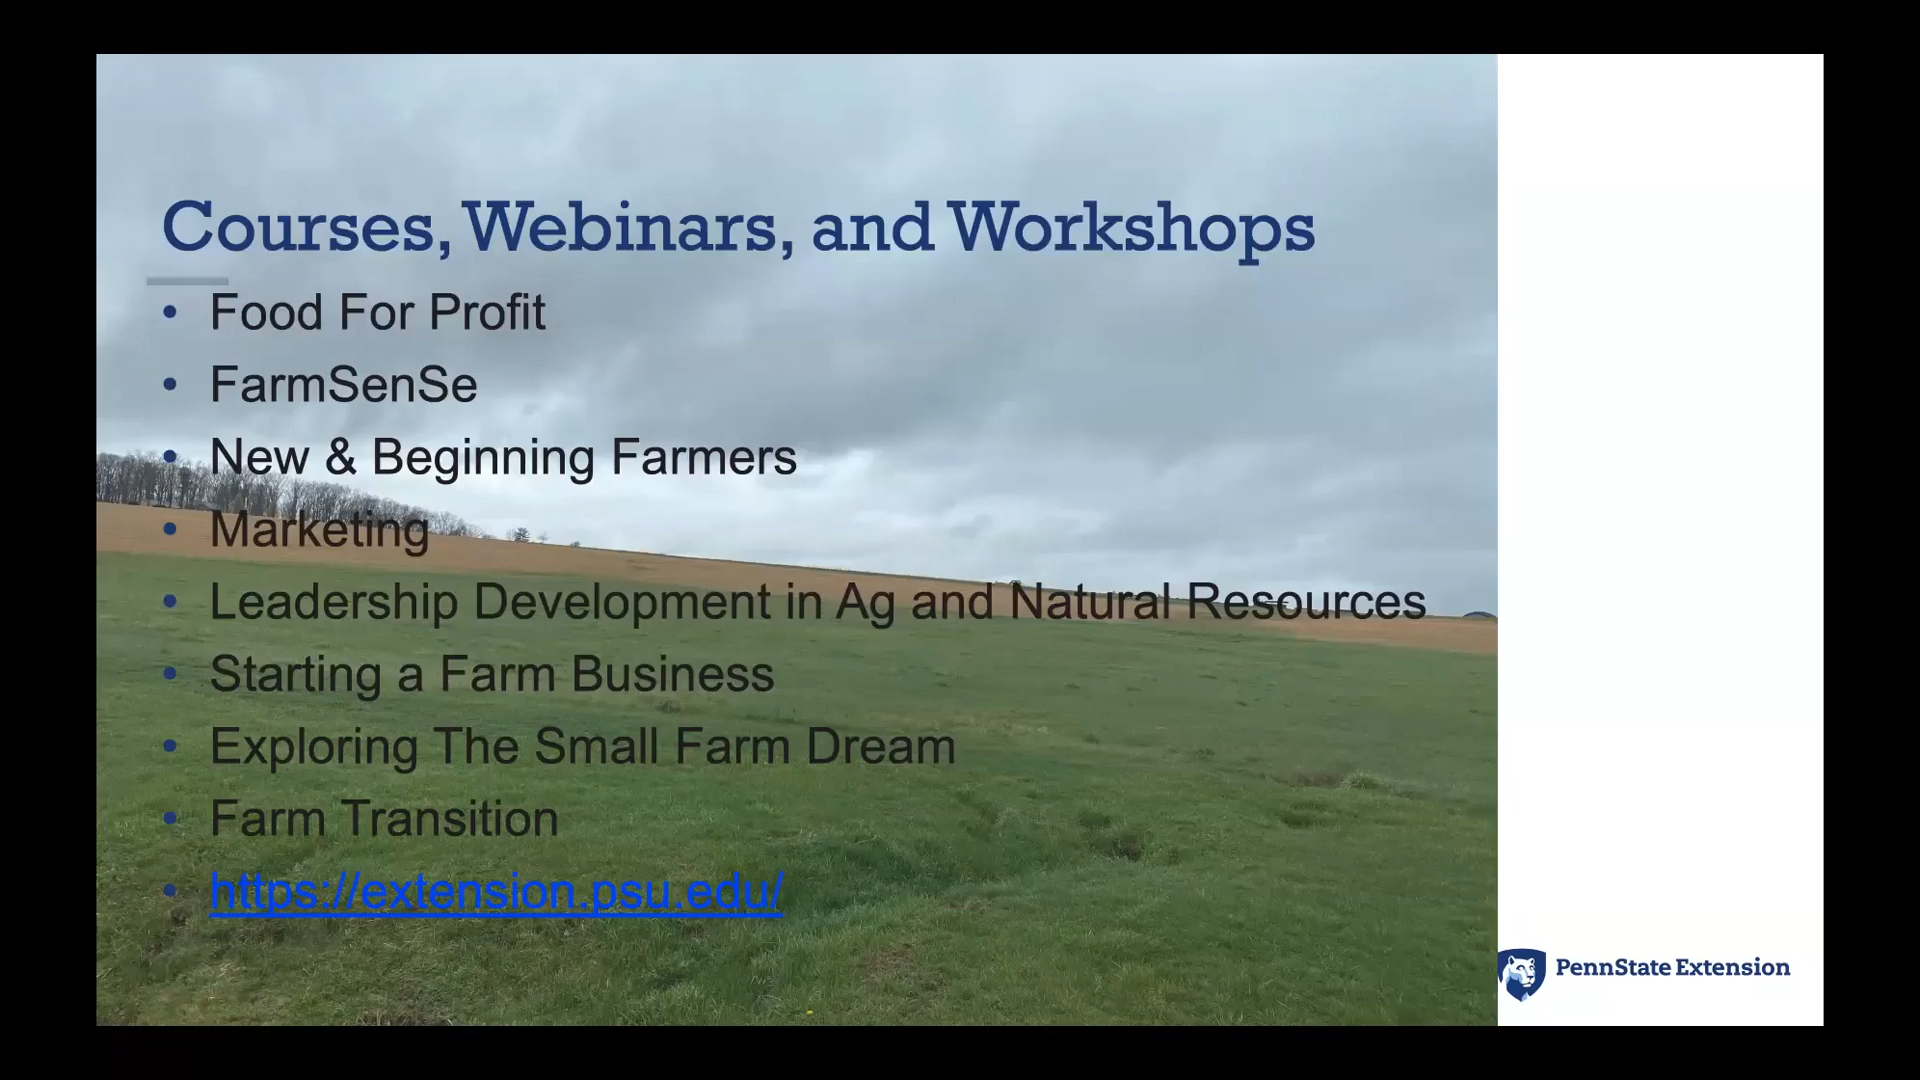 Courses, Webinars, and Workshops
• Food For Profit
• FarmSenSe
• New & Beginning Farmers
• Marketing
• Leadership Development in Ag and Natural Resources
• Starting a Farm Business
• Exploring The Small Farm Dream
• Farm Transition
• https://extension.psu.edu/
PennState Extension